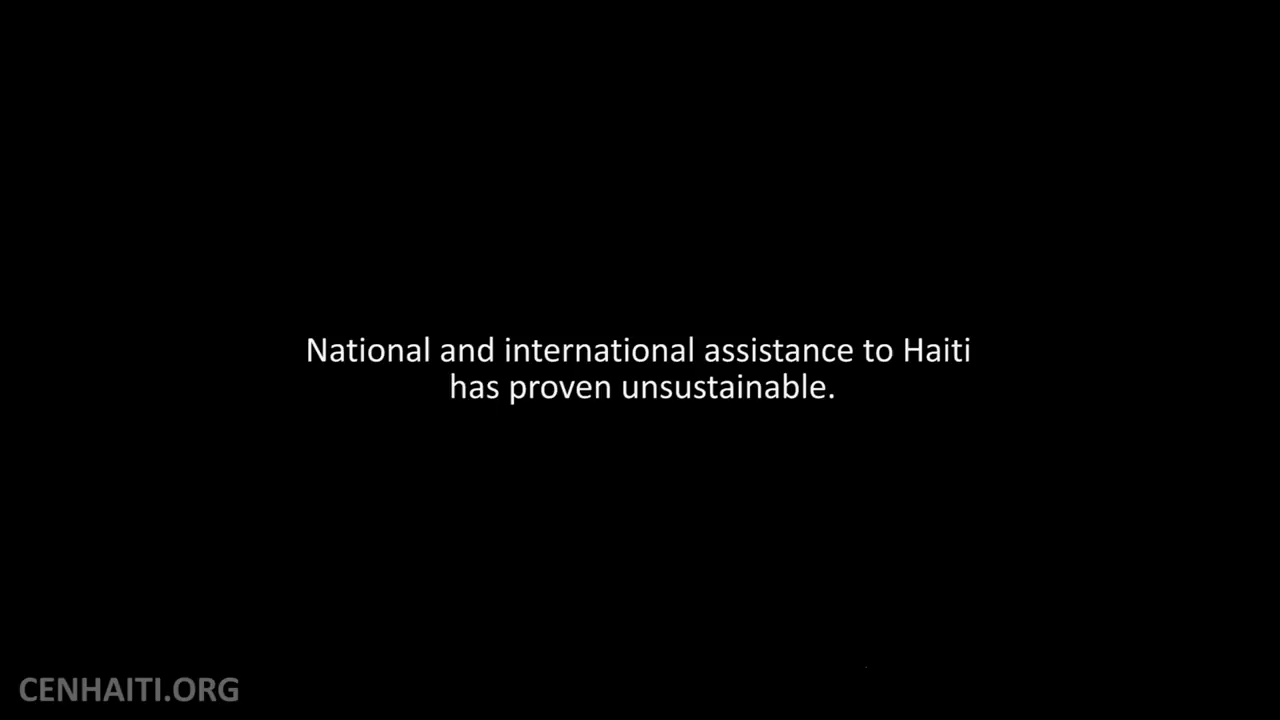 National and international assistance to Haiti
has proven unsustainable.
CENHAITI.ORG